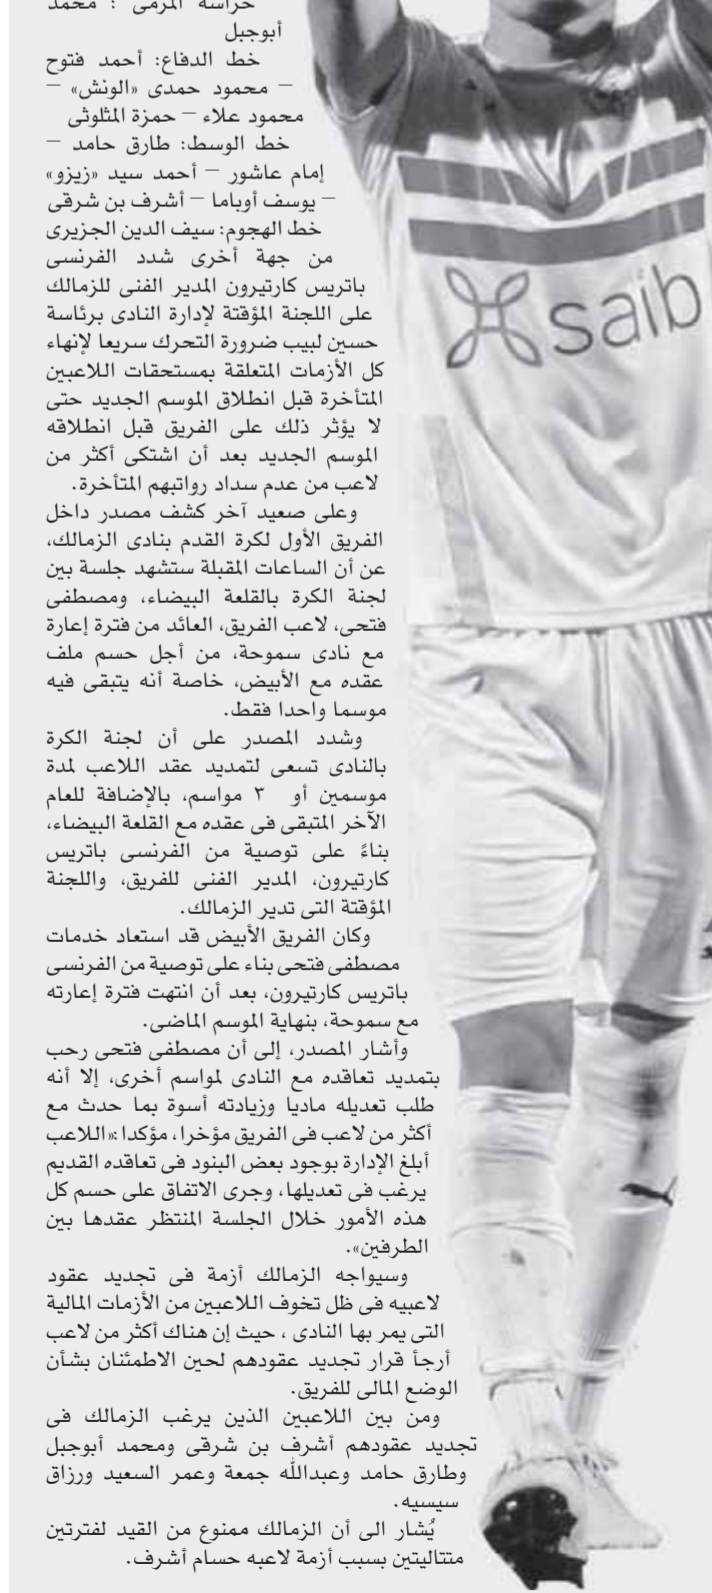 حراسة المرمى : محمد
أبوجبل
خط الدفاع: أحمد فتوح
– محمود حمدى «الونش» –
محمود علاء – حمزة المثلوثى
خط الوسط: طارق حامد –
إمام عاشور – أحمد سيد «زيزو»
– يوسف أوباما – أشرف بن شرقى
خط الهجوم: سيف الدين الجزيرى
من جهة أخرى شدد الفرنسى
باتريس كارتيرون المدير الفنى للزمالك
على اللجنة المؤقتة لإدارة النادى برئاسة
حسين لبيب ضرورة التحرك سريعا لإنهاء
كل الأزمات المتعلقة بمستحقات اللاعبين
المتأخرة قبل انطلاق الموسم الجديد حتى
لا يؤثر ذلك على الفريق قبل انطلاقه
الموسم الجديد بعد أن اشتكى أكثر من
لاعب من عدم سداد رواتبهم المتأخرة.
وعلى صعيد آخر كشف مصدر داخل
الفريق الأول لكرة القدم بنادى الزمالك،
عن أن الساعات المقبلة ستشهد جلسة بين
لجنة الكرة بالقلعة البيضاء، ومصطفى
فتحى، لاعب الفريق، العائد من فترة إعارة
مع نادى سموحة، من أجل حسم ملف
عقده مع الأبيض، خاصة أنه يتبقى فيه
موسما واحدا فقط.
وشدد المصدر على أن لجنة الكرة
بالنادى تسعى لتمديد عقد اللاعب لمدة
موسمين أو ٣ مواسم، بالإضافة للعام
الآخر المتبقى فى عقده مع القلعة البيضاء،
بناءً على توصية من الفرنسى باتريس
كارتيرون، المدير الفنى للفريق، واللجنة
المؤقتة التى تدير الزمالك.
وكان الفريق الأبيض قد استعاد خدمات
مصطفى فتحى بناء على توصية من الفرنسى
باتريس كارتيرون، بعد أن انتهت فترة إعارته
مع سموحة، بنهاية الموسم الماضى.
وأشار المصدر، إلى أن مصطفى فتحى رحب
بتمديد تعاقده مع النادى لمواسم أخرى، إلا أنه
طلب تعديله ماديا وزيادته أسوة بما حدث مع
أكثر من لاعب فى الفريق مؤخرا، مؤكدا:«اللاعب
أبلغ الإدارة بوجود بعض البنود فى تعاقده القديم
يرغب فى تعديلها، وجرى الاتفاق على حسم كل
هذه الأمور خلال الجلسة المنتظر عقدها بين
الطرفين».
وسيواجه الزمالك أزمة فى تجديد عقود
لاعبيه فى ظل تخوف اللاعبين من الأزمات المالية
التى يمر بها النادى ، حيث إن هناك أكثر من لاعب
أرجأ قرار تجديد عقودهم لحين الاطمئنان بشأن
الوضع المالى للفريق.
ومن بين اللاعبين الذين يرغب الزمالك فى
تجديد عقودهم أشرف بن شرقى ومحمد أبوجبل
وطارق حامد وعبدالله جمعة وعمر السعيد ورزاق
سيسيه.
يُشار الى أن الزمالك ممنوع من القيد لفترتين
متتاليتين بسبب أزمة لاعبه حسام أشرف.
saib